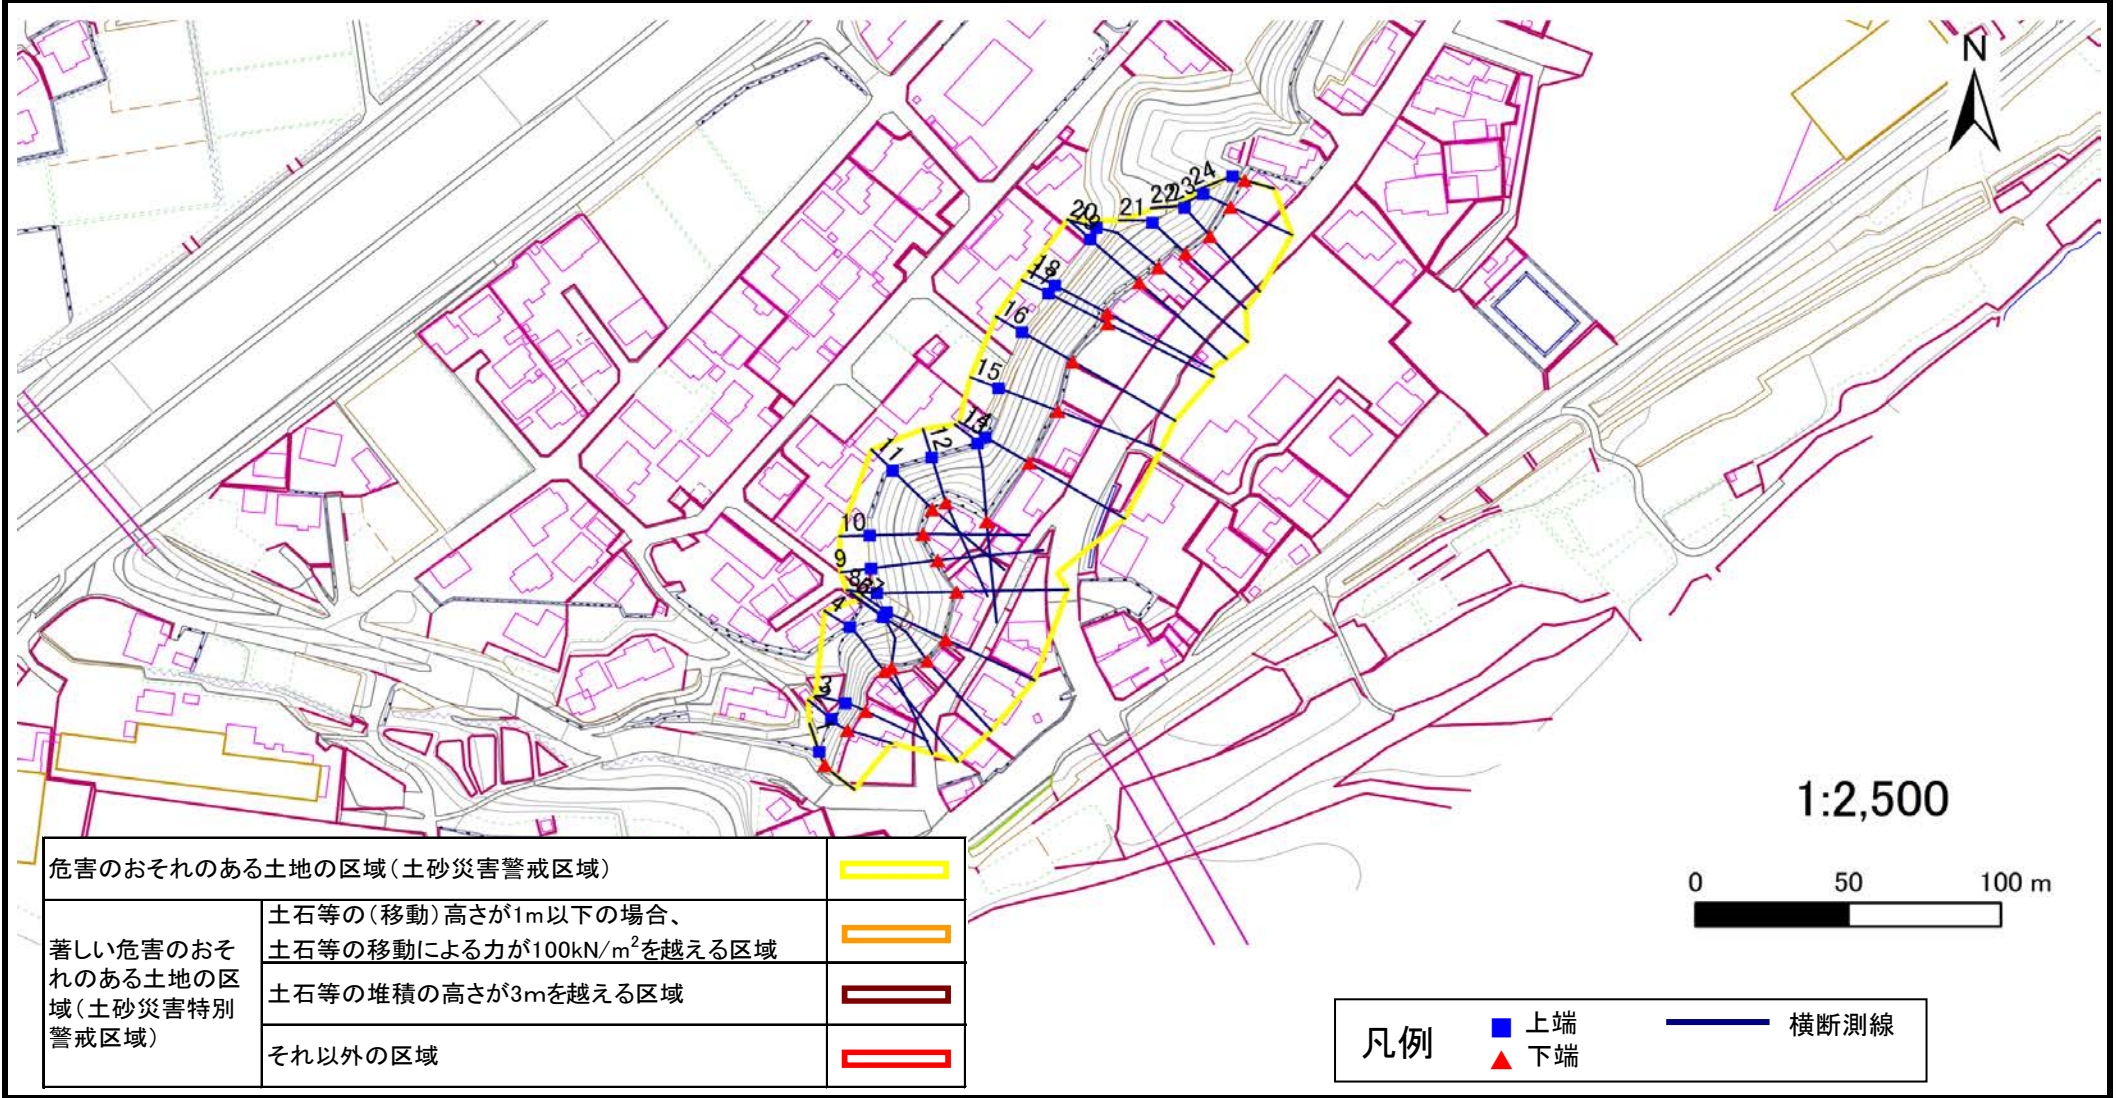 N
24
23
22
21
20
18
16
15
14
12
11
10
9
8
4
3
1:2,500
0 50 100 m
危害のおそれのある土地の区域(土砂災害警戒区域)
著しい危害のおそ
れのある土地の区
域(土砂災害特別
警戒区域)
土石等の(移動)高さが1m以下の場合、
土石等の移動による力が100kN/m²を越える区域
土石等の堆積の高さが3mを越える区域
それ以外の区域
凡例
上端
下端
横断測線